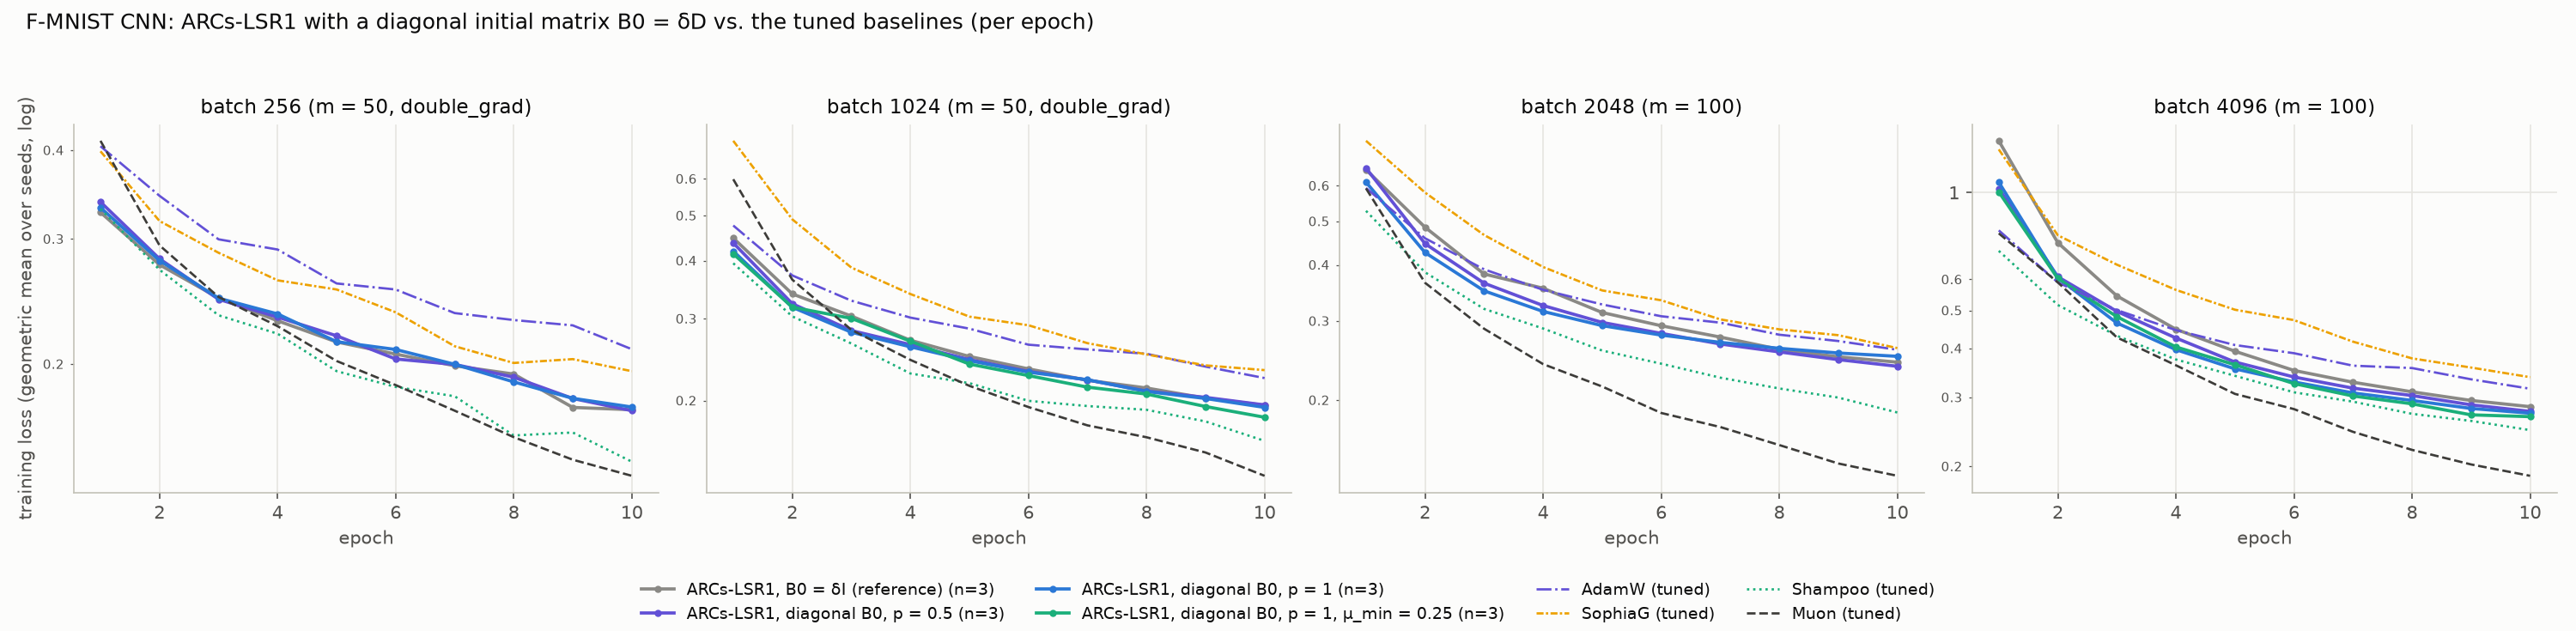 F-MNIST CNN: ARCs-LSR1 with a diagonal initial matrix B0 = δD vs. the tuned baselines (per epoch)
training loss (geometric mean over seeds, log)
batch 256 (m = 50, double_grad)
0.4
0.3
0.2
2 4 6 8 10
epoch
batch 1024 (m = 50, double_grad)
0.6
0.5
0.4
0.3
0.2
2 4 6 8 10
epoch
batch 2048 (m = 100)
0.6
0.5
0.4
0.3
0.2
2 4 6 8 10
epoch
batch 4096 (m = 100)
1
0.6
0.5
0.4
0.3
0.2
2 4 6 8 10
epoch
ARCs-LSR1, B0 = δI (reference) (n=3)
ARCs-LSR1, diagonal B0, p = 0.5 (n=3)
ARCs-LSR1, diagonal B0, p = 1 (n=3)
ARCs-LSR1, diagonal B0, p = 1, μ_min = 0.25 (n=3)
AdamW (tuned)
SophiaG (tuned)
Shampoo (tuned)
Muon (tuned)